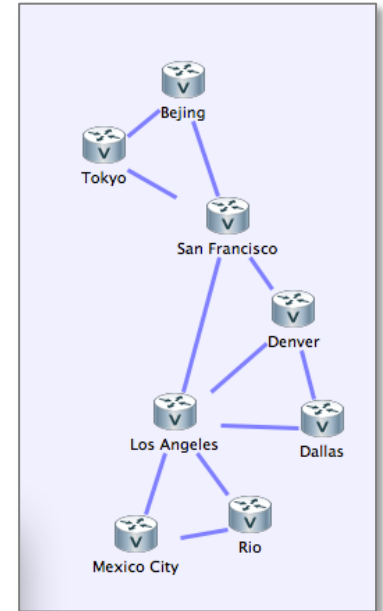 V
Bejing
V
Tokyo
V
San Francisco
V
Denver
V
Los Angeles
V
Dallas
V
Rio
V
Mexico City